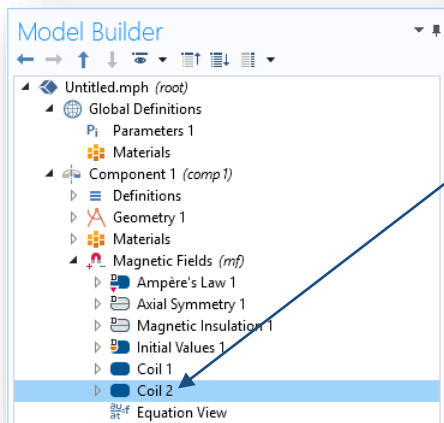 Model Builder
Untitled.mph (root)
Global Definitions
Pi Parameters 1
Materials
Component 1 (comp1)
Definitions
Geometry 1
Materials
Magnetic Fields (mf)
Ampère's Law 1
Axial Symmetry 1
Magnetic Insulation 1
Initial Values 1
Coil 1
Coil 2
Equation View